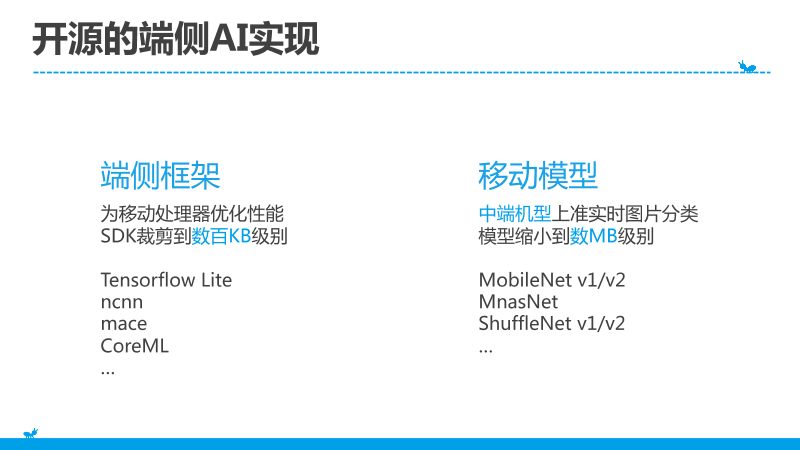 开源的端侧AI实现
端侧框架
为移动处理器优化性能
SDK裁剪到数百KB级别
Tensorflow Lite
ncnn
mace
CoreML
...
移动模型
中端机型上准实时图片分类
模型缩小到数MB级别
MobileNet v1/v2
MnasNet
ShuffleNet v1/v2
...